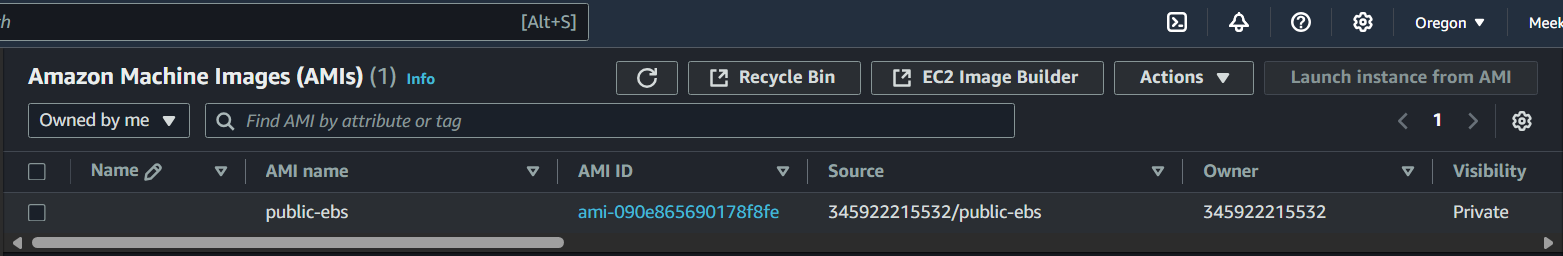 [Alt+S] Oregon
Amazon Machine Images (AMIs) (1) Info Recycle Bin EC2 Image Builder Actions Launch instance from AMI
Owned by me Find AMI by attribute or tag 1
Name AMI name AMI ID Source Owner Visibility
public-ebs ami-090e865690178f8fe 345922215532/public-ebs 345922215532 Private